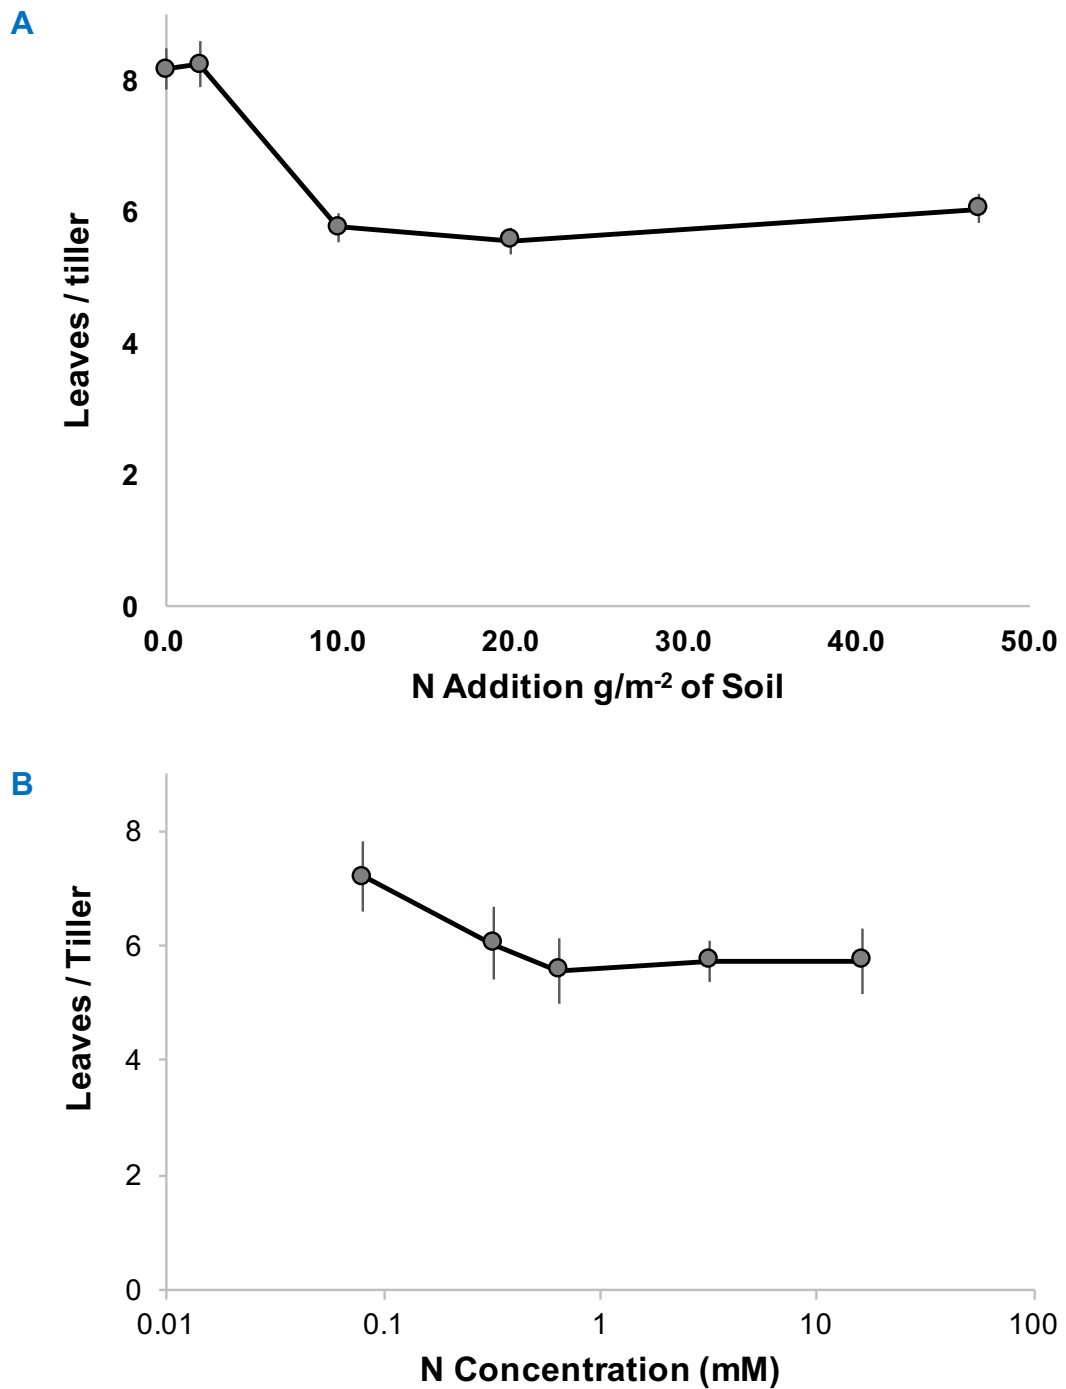 A
Leaves / tiller
8
6
4
2
0
0.0 10.0 20.0 30.0 40.0 50.0
N Addition g/m⁻² of Soil
B
Leaves / Tiller
8
6
4
2
0
0.01 0.1 1 10 100
N Concentration (mM)